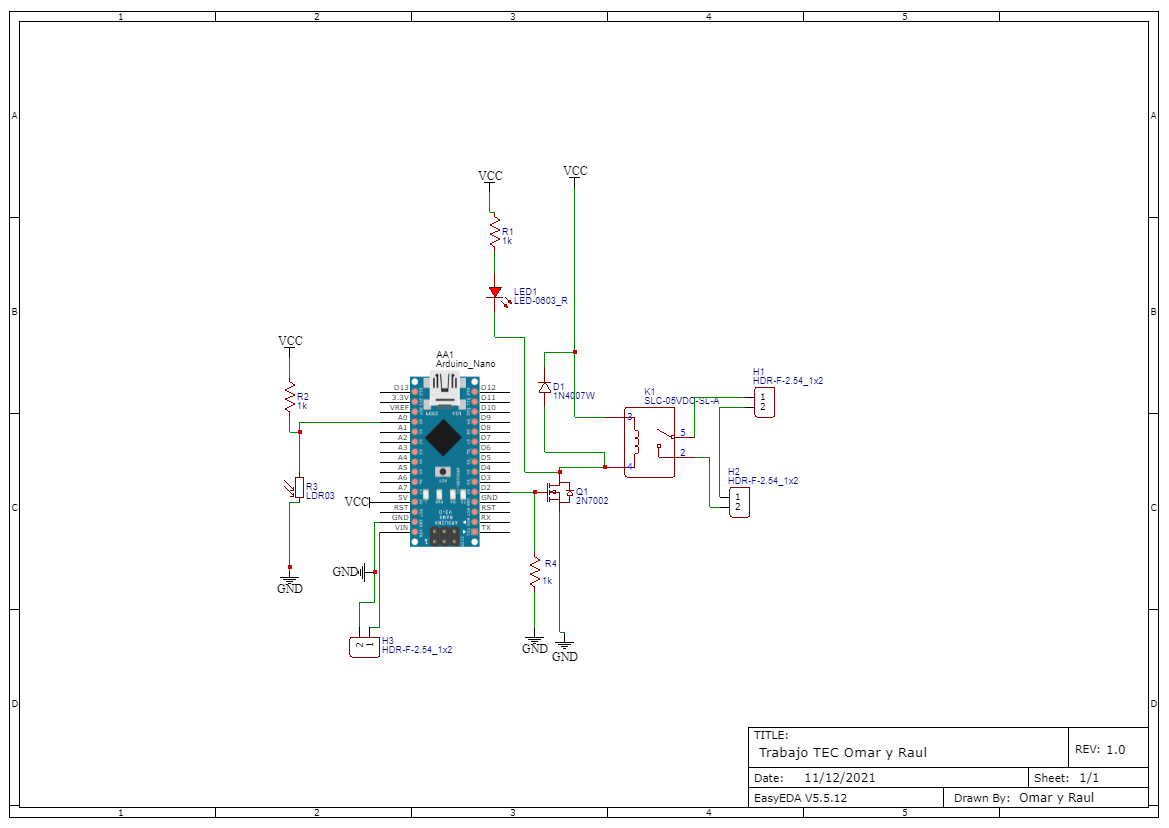 1 2 3 4 5
A A
B B
C C
D D
VCC
VCC
R1
1k
LED1
LED-0603_R
VCC
R2
1k
AA1
Arduino_Nano
D13 D12
3.3V D11
VREF D10
A0 D9
A1 D8
A2 D7
A3 D6
A4 D5
A5 D4
A6 D3
A7 D2
5V GND
RST RST
GND RX
VIN TX
VCC
R3
LDR03
GND
GND
H3
HDR-F-2.54_1x2
2 1
D1
1N4007W
K1
SLC-05VDC-SL-A
3
4
5
2
H1
HDR-F-2.54_1x2
1
2
H2
HDR-F-2.54_1x2
1
2
Q1
2N7002
R4
1k
GND
GND
TITLE:
Trabajo TEC Omar y Raul
REV: 1.0
Date: 11/12/2021
Sheet: 1/1
EasyEDA V5.5.12
Drawn By: Omar y Raul
1 2 3 4 5